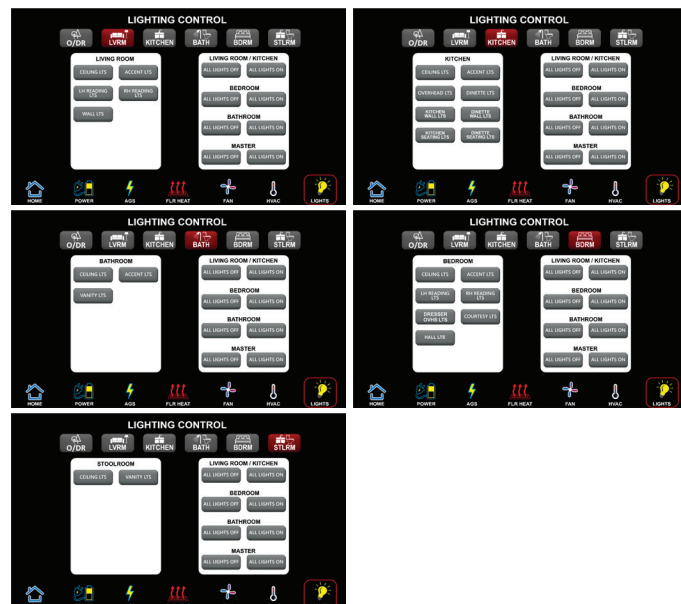 LIGHTING CONTROL
O/DR LVRM KITCHEN BATH BDRM STLRM
LIVING ROOM
CEILING LTS ACCENT LTS
LH READING LTS RH READING LTS
WALL LTS
LIVING ROOM / KITCHEN
ALL LIGHTS OFF ALL LIGHTS ON
BEDROOM
ALL LIGHTS OFF ALL LIGHTS ON
BATHROOM
ALL LIGHTS OFF ALL LIGHTS ON
MASTER
ALL LIGHTS OFF ALL LIGHTS ON
HOME POWER AGS FLR HEAT FAN HVAC LIGHTS
LIGHTING CONTROL
O/DR LVRM KITCHEN BATH BDRM STLRM
KITCHEN
CEILING LTS ACCENT LTS
OVERHEAD LTS DINETTE LTS
KITCHEN WALL LTS DINETTE WALL LTS
KITCHEN SEATING LTS DINETTE SEATING LTS
LIVING ROOM / KITCHEN
ALL LIGHTS OFF ALL LIGHTS ON
BEDROOM
ALL LIGHTS OFF ALL LIGHTS ON
BATHROOM
ALL LIGHTS OFF ALL LIGHTS ON
MASTER
ALL LIGHTS OFF ALL LIGHTS ON
HOME POWER AGS FLR HEAT FAN HVAC LIGHTS
LIGHTING CONTROL
O/DR LVRM KITCHEN BATH BDRM STLRM
BATHROOM
CEILING LTS ACCENT LTS
VANITY LTS
LIVING ROOM / KITCHEN
ALL LIGHTS OFF ALL LIGHTS ON
BEDROOM
ALL LIGHTS OFF ALL LIGHTS ON
BATHROOM
ALL LIGHTS OFF ALL LIGHTS ON
MASTER
ALL LIGHTS OFF ALL LIGHTS ON
HOME POWER AGS FLR HEAT FAN HVAC LIGHTS
LIGHTING CONTROL
O/DR LVRM KITCHEN BATH BDRM STLRM
BEDROOM
CEILING LTS ACCENT LTS
LH READING LTS RH READING LTS
DRESSER OVHS LTS COURTESY LTS
HALL LTS
LIVING ROOM / KITCHEN
ALL LIGHTS OFF ALL LIGHTS ON
BEDROOM
ALL LIGHTS OFF ALL LIGHTS ON
BATHROOM
ALL LIGHTS OFF ALL LIGHTS ON
MASTER
ALL LIGHTS OFF ALL LIGHTS ON
HOME POWER AGS FLR HEAT FAN HVAC LIGHTS
LIGHTING CONTROL
O/DR LVRM KITCHEN BATH BDRM STLRM
STOOLROOM
CEILING LTS VANITY LTS
LIVING ROOM / KITCHEN
ALL LIGHTS OFF ALL LIGHTS ON
BEDROOM
ALL LIGHTS OFF ALL LIGHTS ON
BATHROOM
ALL LIGHTS OFF ALL LIGHTS ON
MASTER
ALL LIGHTS OFF ALL LIGHTS ON